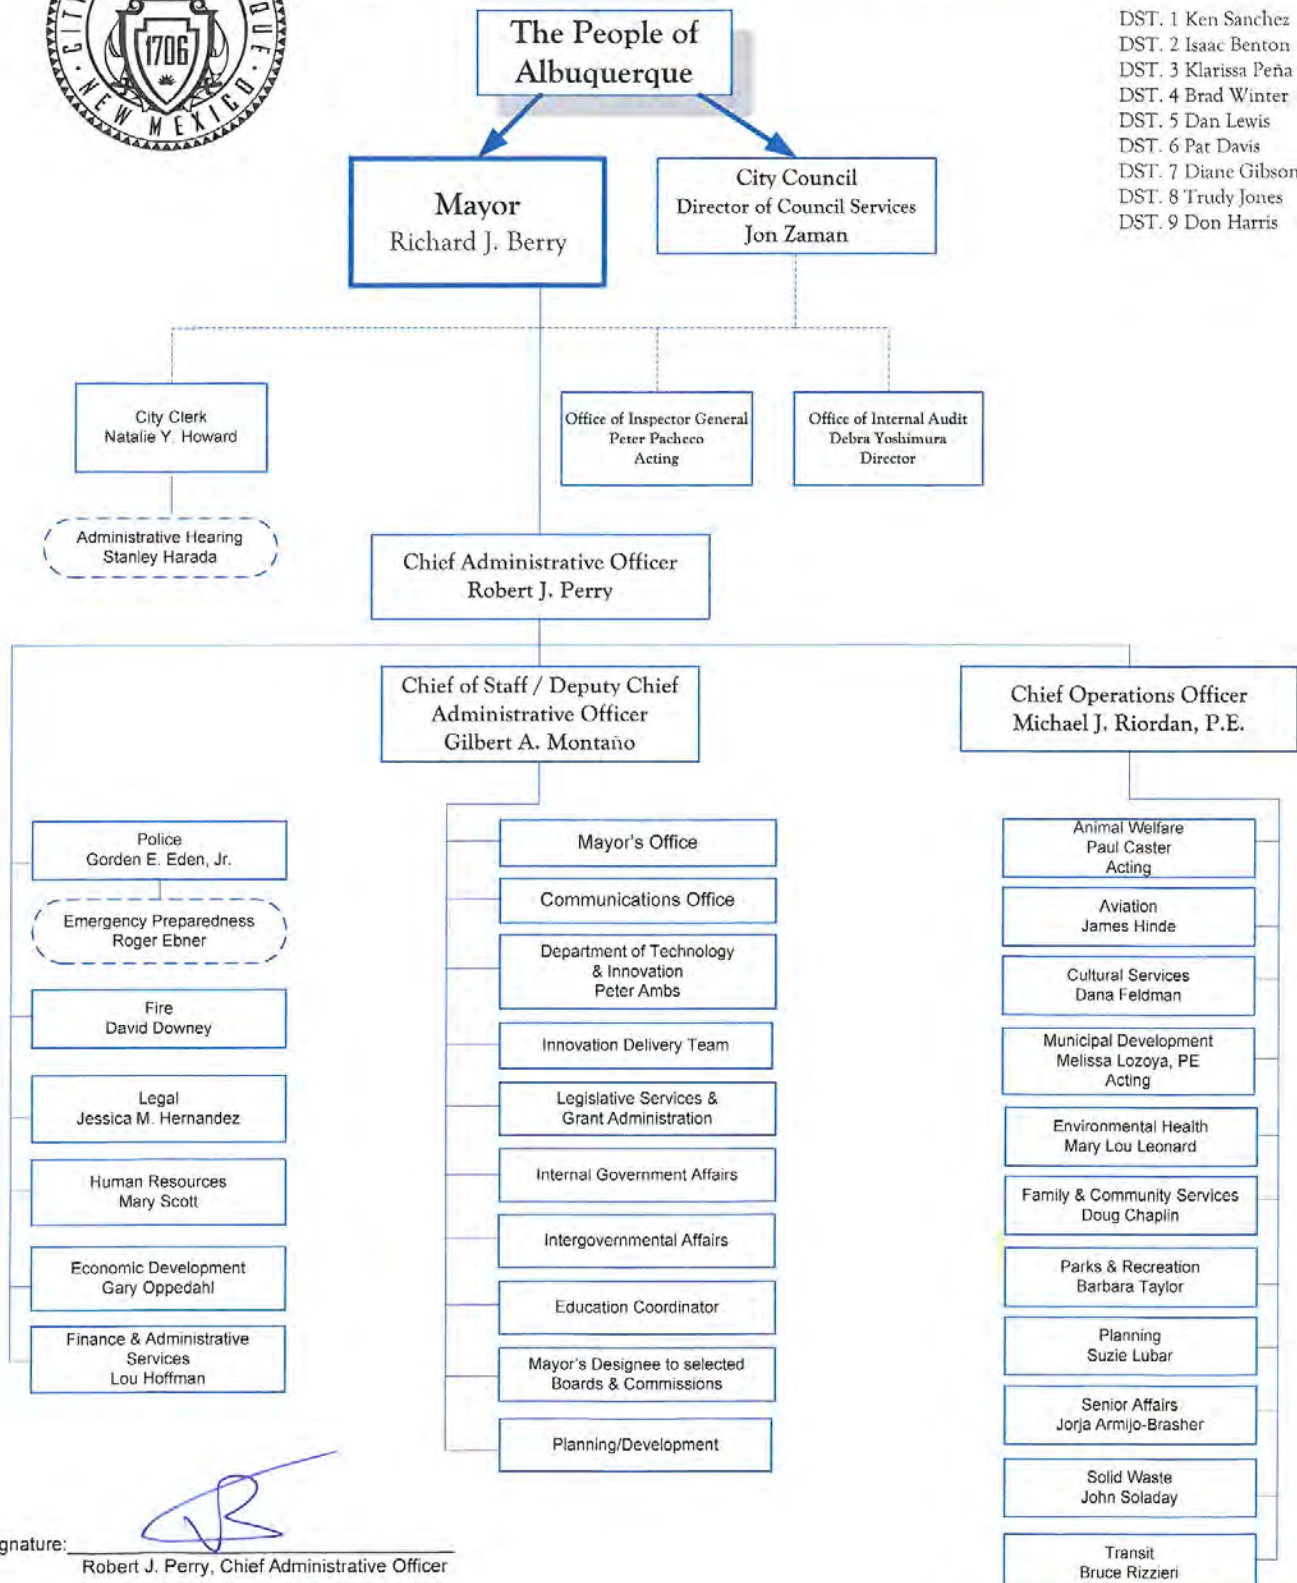 1706
NEW MEXICO
The People of
Albuquerque
DST. 1 Ken Sanchez
DST. 2 Isaac Benton
DST. 3 Klarissa Peña
DST. 4 Brad Winter
DST. 5 Dan Lewis
DST. 6 Pat Davis
DST. 7 Diane Gibson
DST. 8 Trudy Jones
DST. 9 Don Harris
Mayor
Richard J. Berry
City Council
Director of Council Services
Jon Zaman
City Clerk
Natalie Y. Howard
Office of Inspector General
Peter Pacheco
Acting
Office of Internal Audit
Debra Yoshimura
Director
Administrative Hearing
Stanley Harada
Chief Administrative Officer
Robert J. Perry
Chief of Staff / Deputy Chief
Administrative Officer
Gilbert A. Montaño
Chief Operations Officer
Michael J. Riordan, P.E.
Police
Gorden E. Eden, Jr.
Emergency Preparedness
Roger Ebner
Fire
David Downey
Legal
Jessica M. Hernandez
Human Resources
Mary Scott
Economic Development
Gary Oppedahl
Finance & Administrative
Services
Lou Hoffman
Mayor's Office
Communications Office
Department of Technology
& Innovation
Peter Ambs
Innovation Delivery Team
Legislative Services &
Grant Administration
Internal Government Affairs
Intergovernmental Affairs
Education Coordinator
Mayor's Designee to selected
Boards & Commissions
Planning/Development
Animal Welfare
Paul Caster
Acting
Aviation
James Hinde
Cultural Services
Dana Feldman
Municipal Development
Melissa Lozoya, PE
Acting
Environmental Health
Mary Lou Leonard
Family & Community Services
Doug Chaplin
Parks & Recreation
Barbara Taylor
Planning
Suzie Lubar
Senior Affairs
Jorja Armijo-Brasher
Solid Waste
John Soladay
Transit
Bruce Rizzieri
gnature:
Robert J. Perry, Chief Administrative Officer